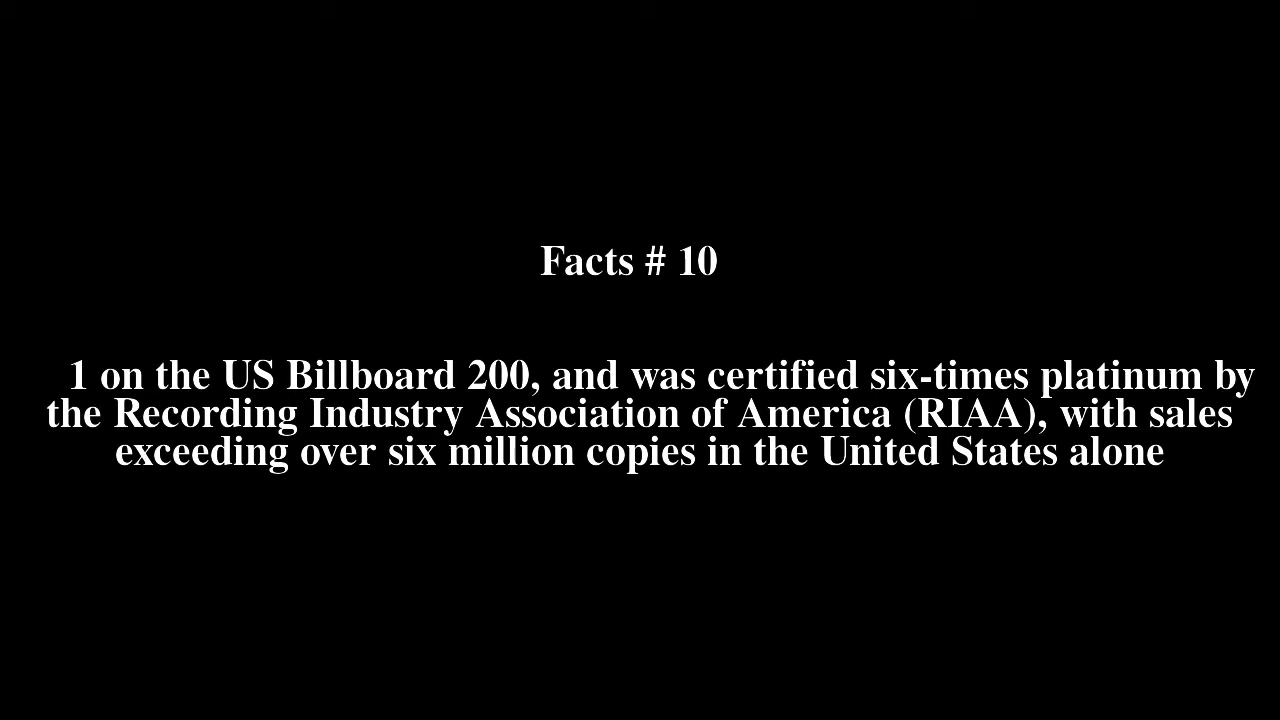 Facts # 10
1 on the US Billboard 200, and was certified six-times platinum by
the Recording Industry Association of America (RIAA), with sales
exceeding over six million copies in the United States alone